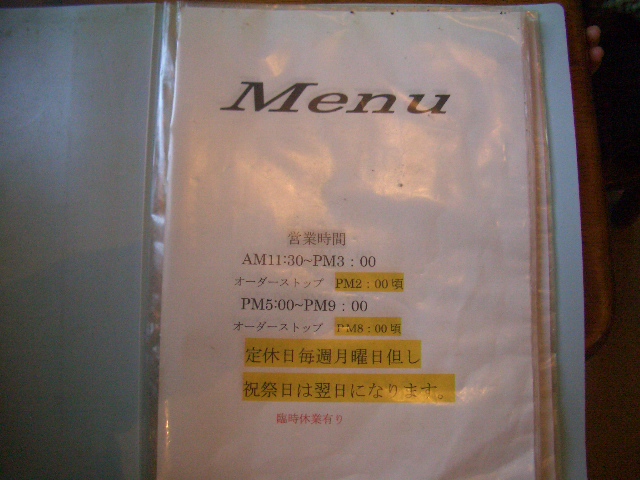 Menu
営業時間
AM11:30~PM3：00
オーダーストップ　PM2：00頃
PM5:00~PM9：00
オーダーストップ　PM8：00頃
定休日毎週月曜日但し
祝祭日は翌日になります。
臨時休業有り